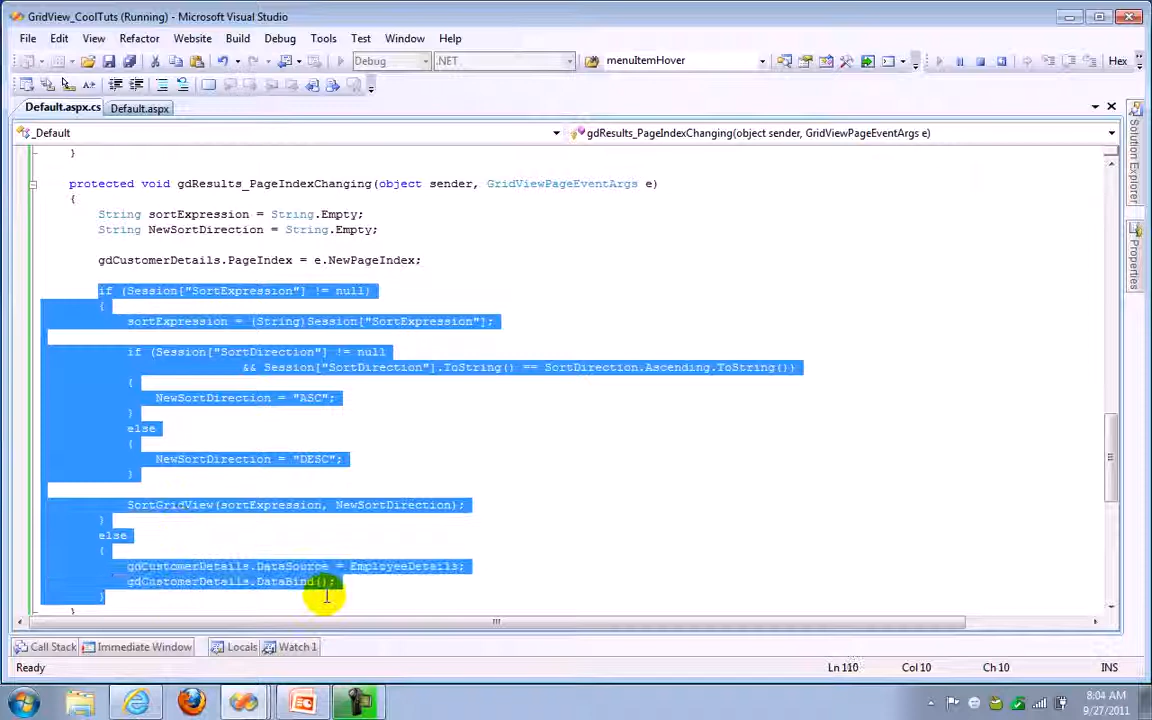 GridView_CoolTuts (Running) - Microsoft Visual Studio
File Edit View Refactor Website Build Debug Tools Test Window Help
Debug .NET menuItemHover Hex
Default.aspx.cs Default.aspx
_Default gdResults_PageIndexChanging(object sender, GridViewPageEventArgs e)
}
protected void gdResults_PageIndexChanging(object sender, GridViewPageEventArgs e)
{
String sortExpression = String.Empty;
String NewSortDirection = String.Empty;
gdCustomerDetails.PageIndex = e.NewPageIndex;
if (Session["SortExpression"] != null)
{
sortExpression = (String)Session["SortExpression"];
if (Session["SortDirection"] != null
&& Session["SortDirection"].ToString() == SortDirection.Ascending.ToString())
{
NewSortDirection = "ASC";
}
else
{
NewSortDirection = "DESC";
}
SortGridView(sortExpression, NewSortDirection);
}
else
{
gdCustomerDetails.DataSource = EmployeeDetails;
gdCustomerDetails.DataBind();
}
}
Solution Explorer
Properties
Call Stack Immediate Window Locals Watch 1
Ready Ln 110 Col 10 Ch 10 INS
8:04 AM
9/27/2011